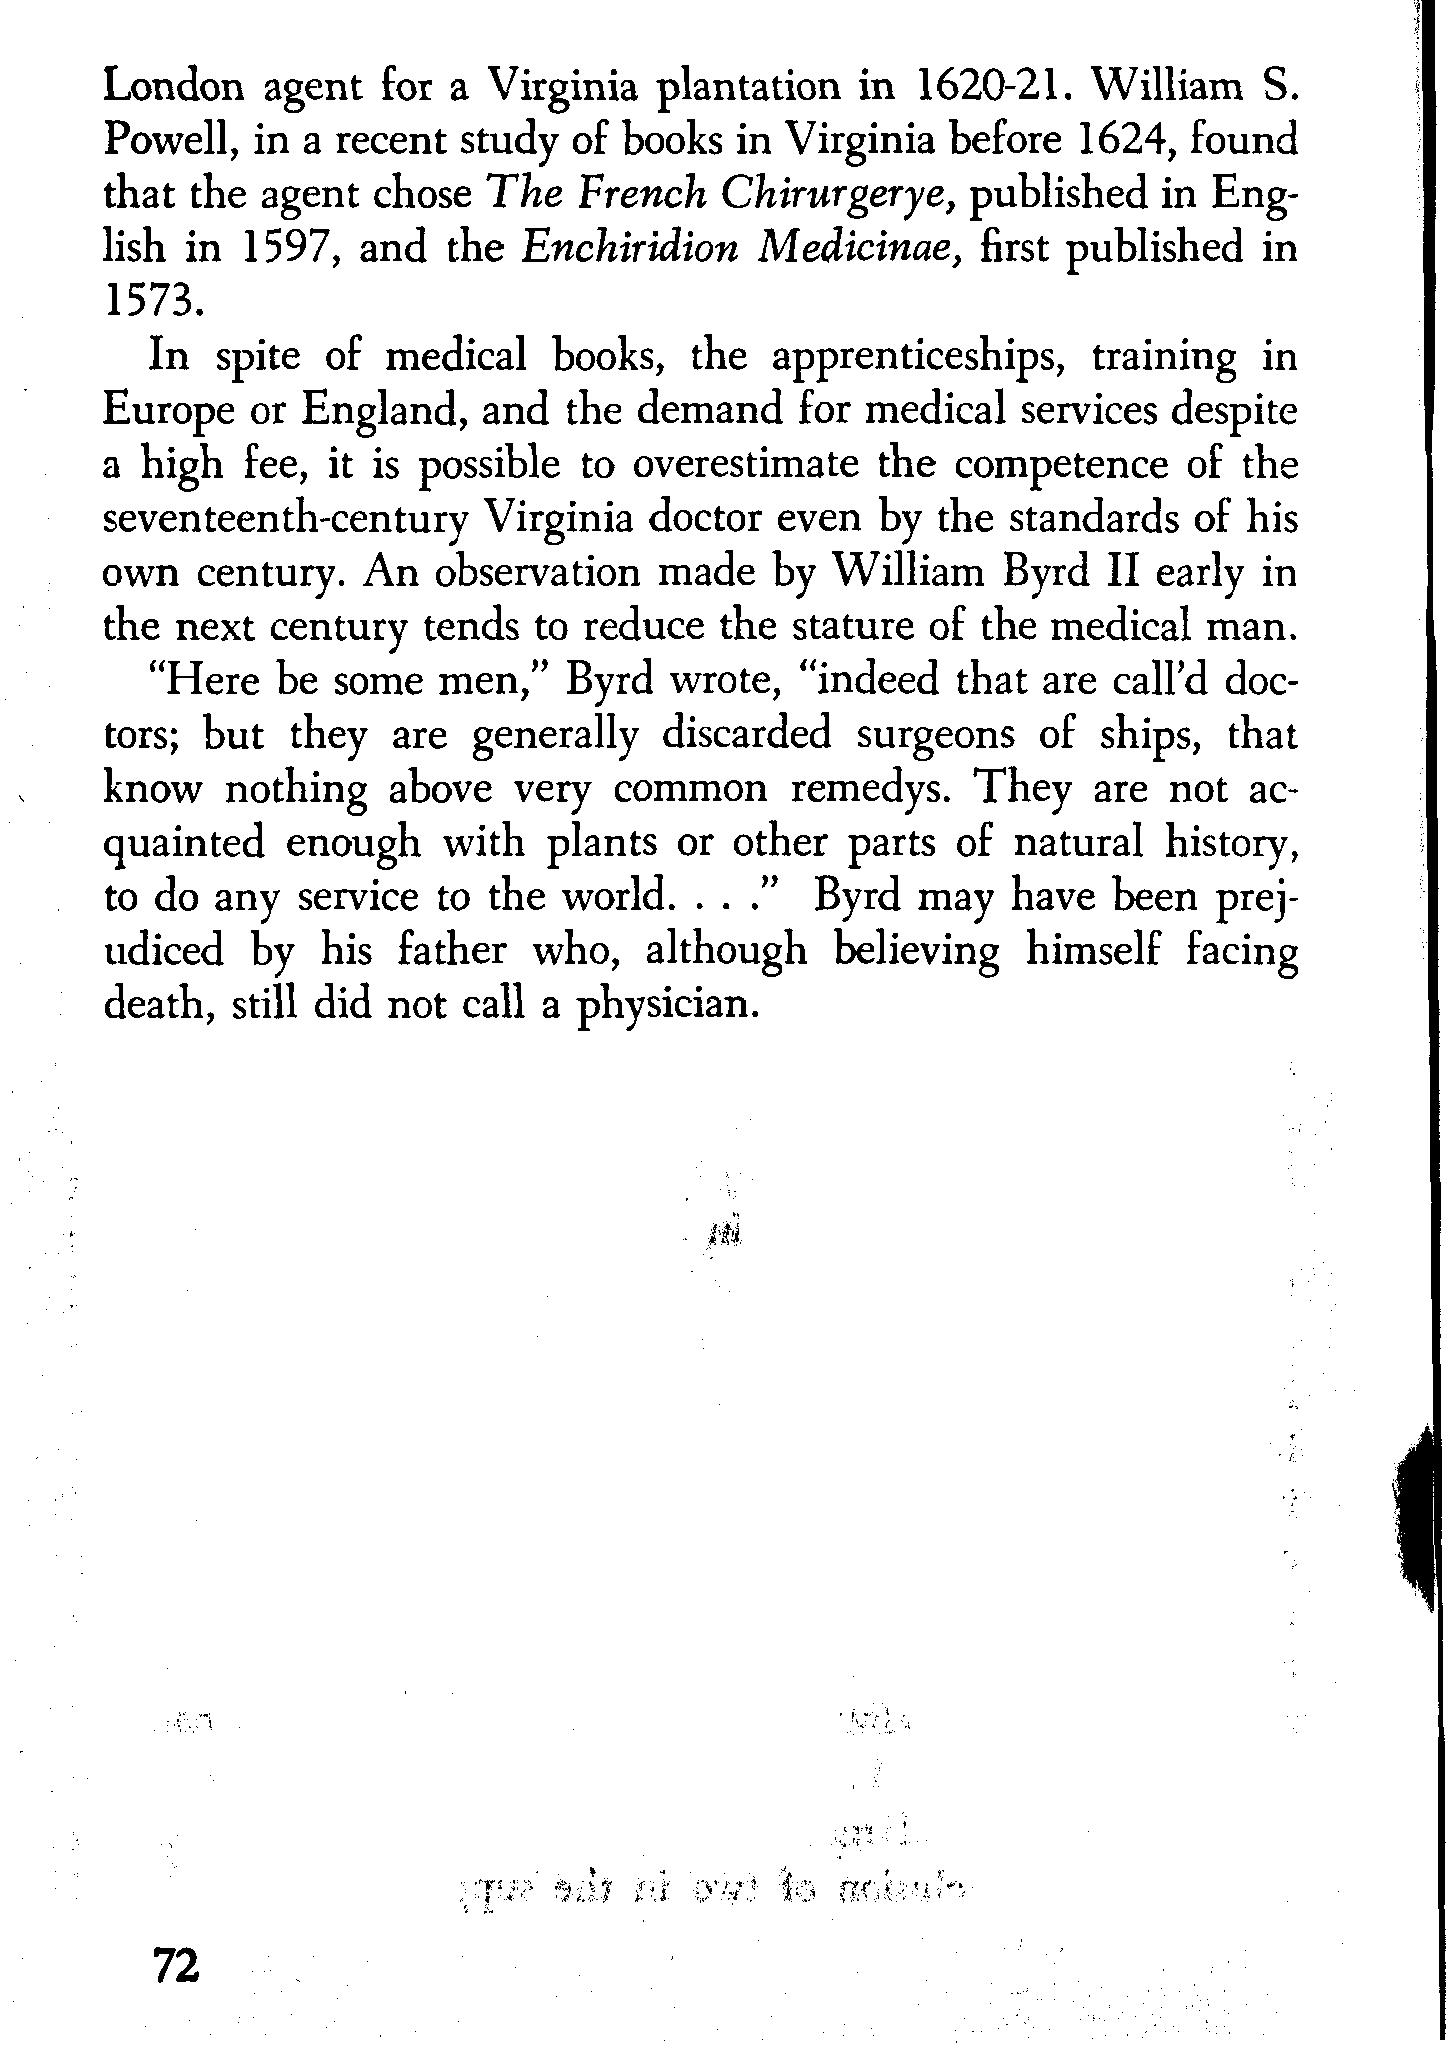 London agent for a Virginia plantation in 1620-21. William S.
Powell, in a recent study of books in Virginia before 1624, found
that the agent chose The French Chirurgerye, published in Eng-
lish in 1597, and the Enchiridion Medicinae, first published in
1573.
In spite of medical books, the apprenticeships, training in
Europe or England, and the demand for medical services despite
a high fee, it is possible to overestimate the competence of the
seventeenth-century Virginia doctor even by the standards of his
own century. An observation made by William Byrd II early in
the next century tends to reduce the stature of the medical man.
“Here be some men,” Byrd wrote, “indeed that are call’d doc-
tors; but they are generally discarded surgeons of ships, that
know nothing above very common remedys. They are not ac-
quainted enough with plants or other parts of natural history,
to do any service to the world. . . .” Byrd may have been prej-
udiced by his father who, although believing himself facing
death, still did not call a physician.
72